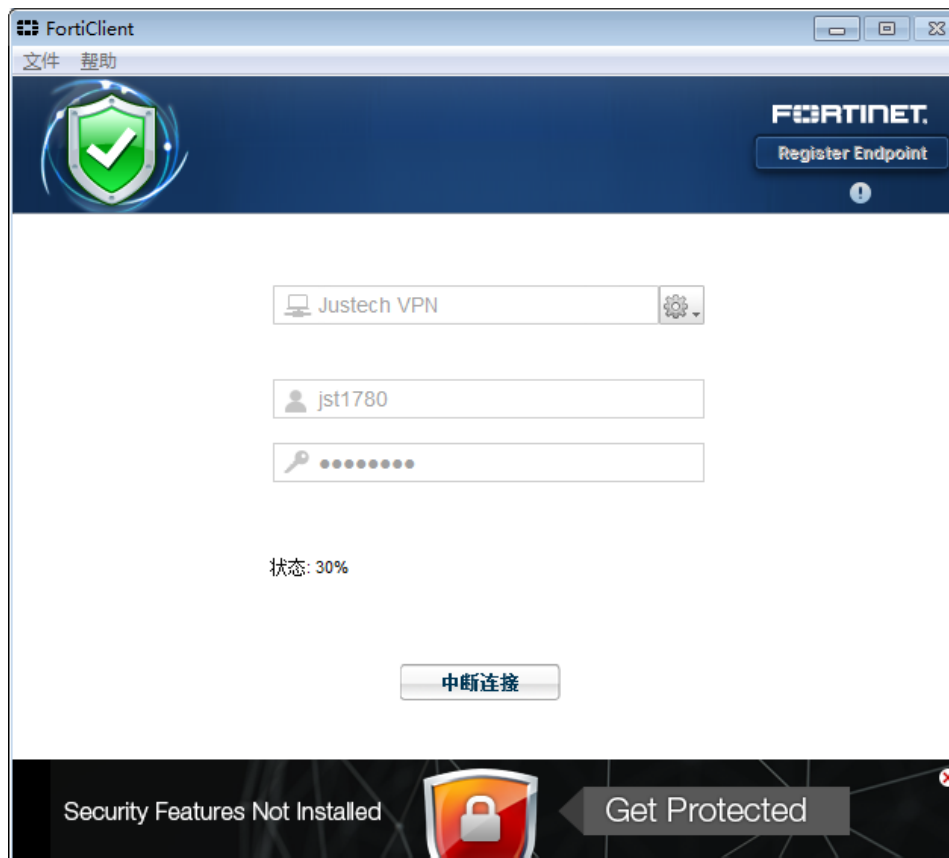 FortiClient
文件 帮助
FORTINET
Register Endpoint
Justech VPN
jst1780
状态: 30%
中断连接
Security Features Not Installed
Get Protected